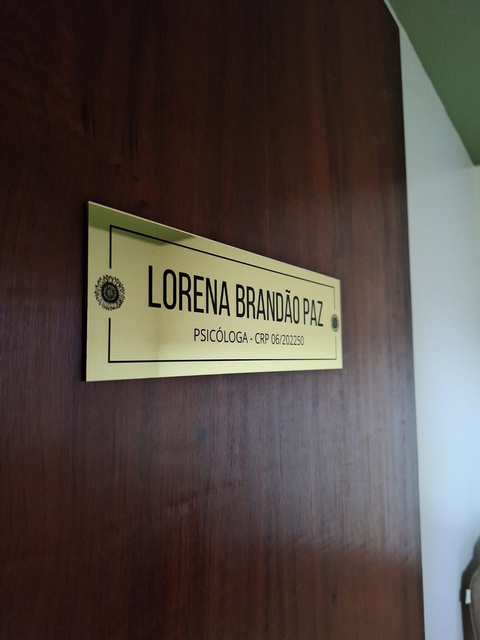 LORENA BRANDÃO PAZ
PSICÓLOGA - CRP 06/202250